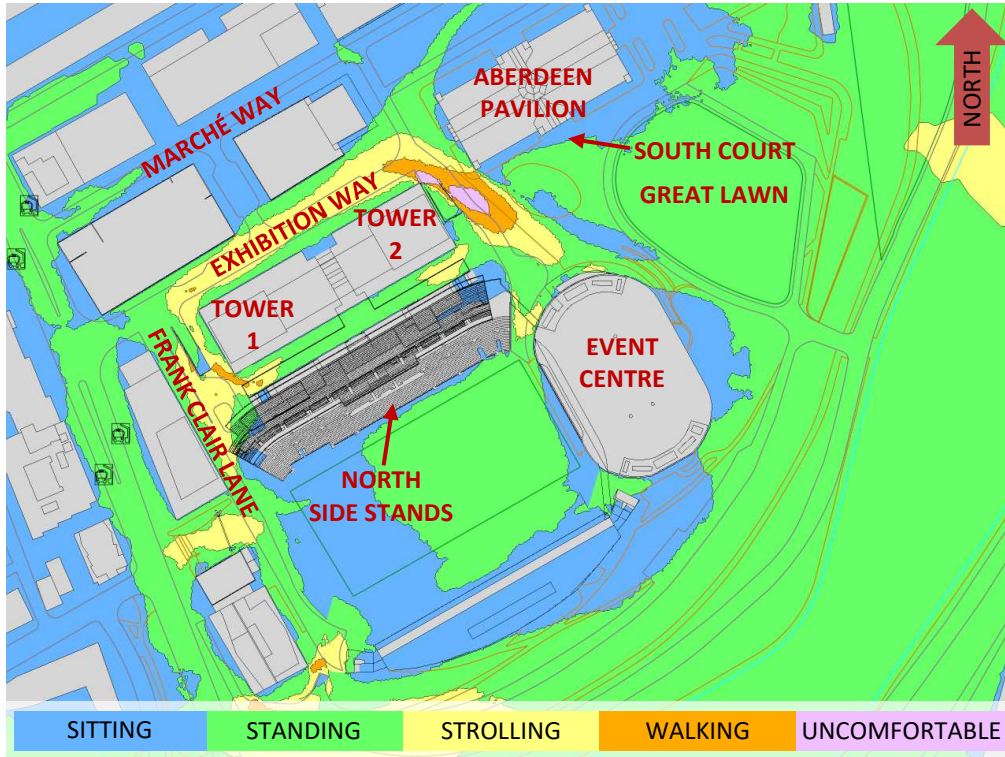 ABERDEEN
PAVILION
NORTH
MARCHÉ WAY
SOUTH COURT
GREAT LAWN
EXHIBITION WAY
TOWER
2
TOWER
1
FRANK CLAIR LANE
EVENT
CENTRE
NORTH
SIDE STANDS
SITTING
STANDING
STROLLING
WALKING
UNCOMFORTABLE